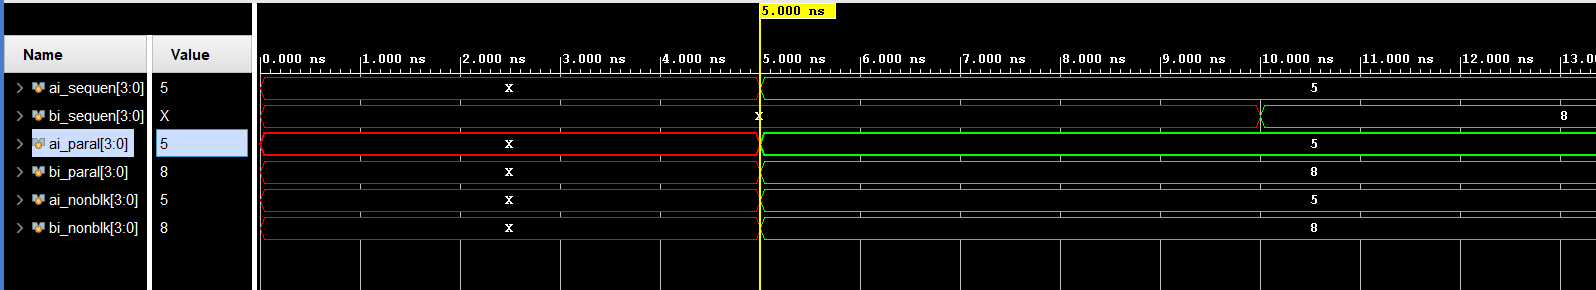 5.000 ns
Name Value 0.000 ns 1.000 ns 2.000 ns 3.000 ns 4.000 ns 5.000 ns 6.000 ns 7.000 ns 8.000 ns 9.000 ns 10.000 ns 11.000 ns 12.000 ns 13.0
ai_sequen[3:0] 5 X 5
bi_sequen[3:0] X X 8
ai_paral[3:0] 5 X 5
bi_paral[3:0] 8 X 8
ai_nonblk[3:0] 5 X 5
bi_nonblk[3:0] 8 X 8